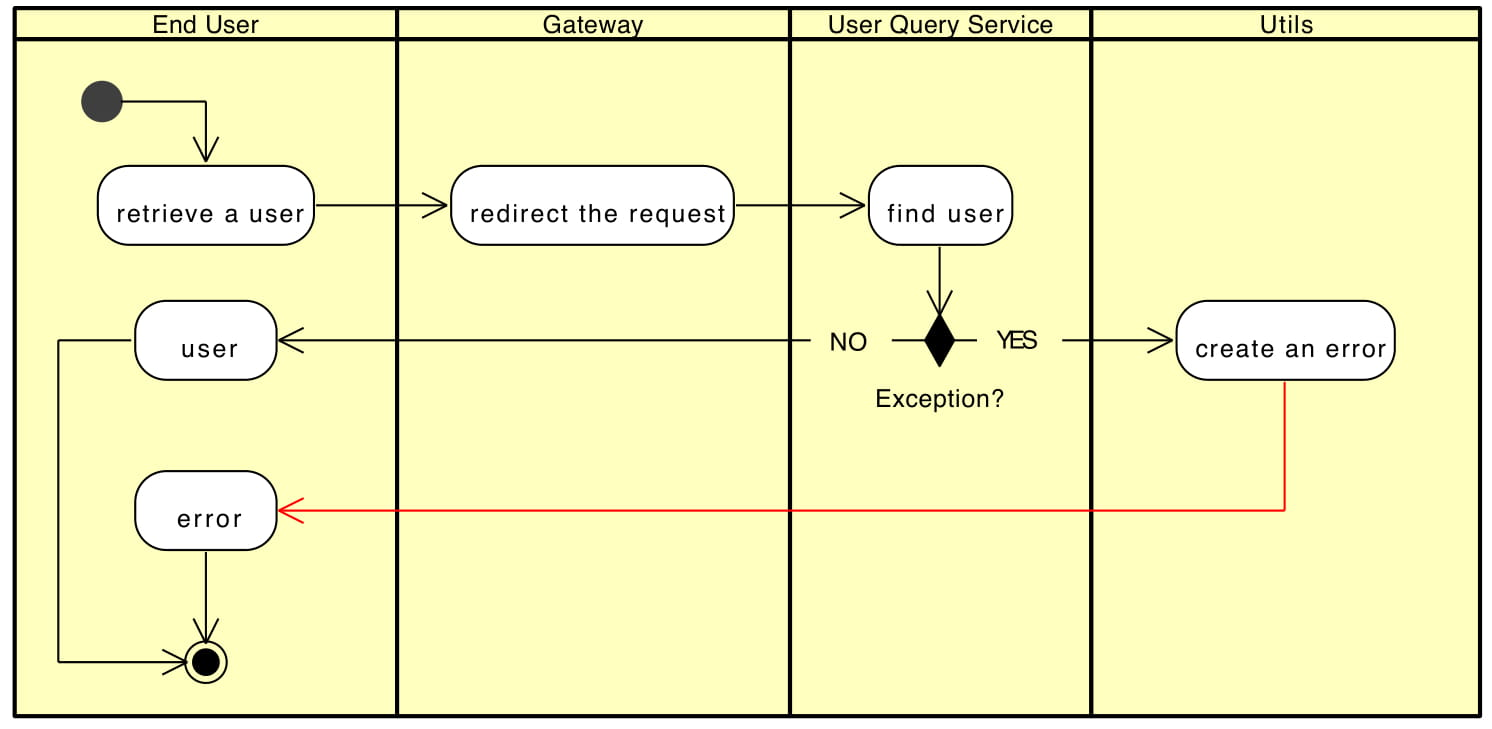 End User
Gateway
User Query Service
Utils
retrieve a user
redirect the request
find user
user
NO
YES
create an error
Exception?
error